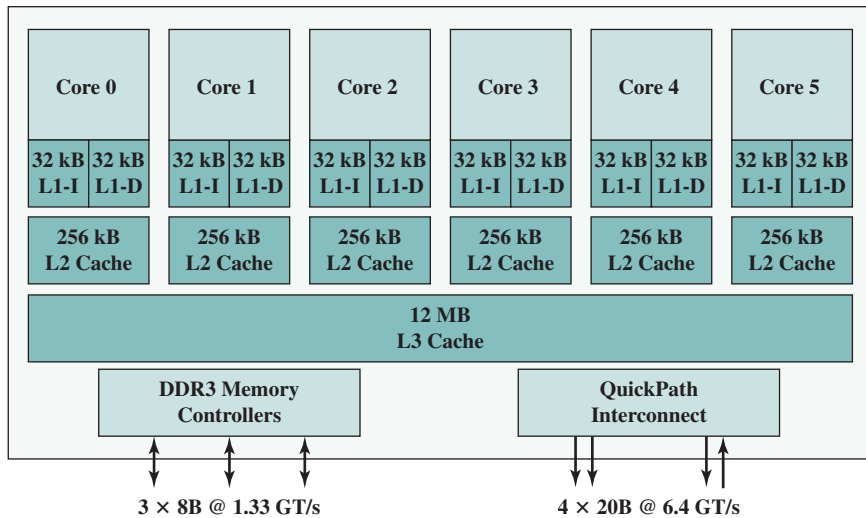 Core 0
Core 1
Core 2
Core 3
Core 4
Core 5
32 kB
L1-I
32 kB
L1-D
32 kB
L1-I
32 kB
L1-D
32 kB
L1-I
32 kB
L1-D
32 kB
L1-I
32 kB
L1-D
32 kB
L1-I
32 kB
L1-D
32 kB
L1-I
32 kB
L1-D
256 kB
L2 Cache
256 kB
L2 Cache
256 kB
L2 Cache
256 kB
L2 Cache
256 kB
L2 Cache
256 kB
L2 Cache
12 MB
L3 Cache
DDR3 Memory
Controllers
QuickPath
Interconnect
3 × 8B @ 1.33 GT/s
4 × 20B @ 6.4 GT/s